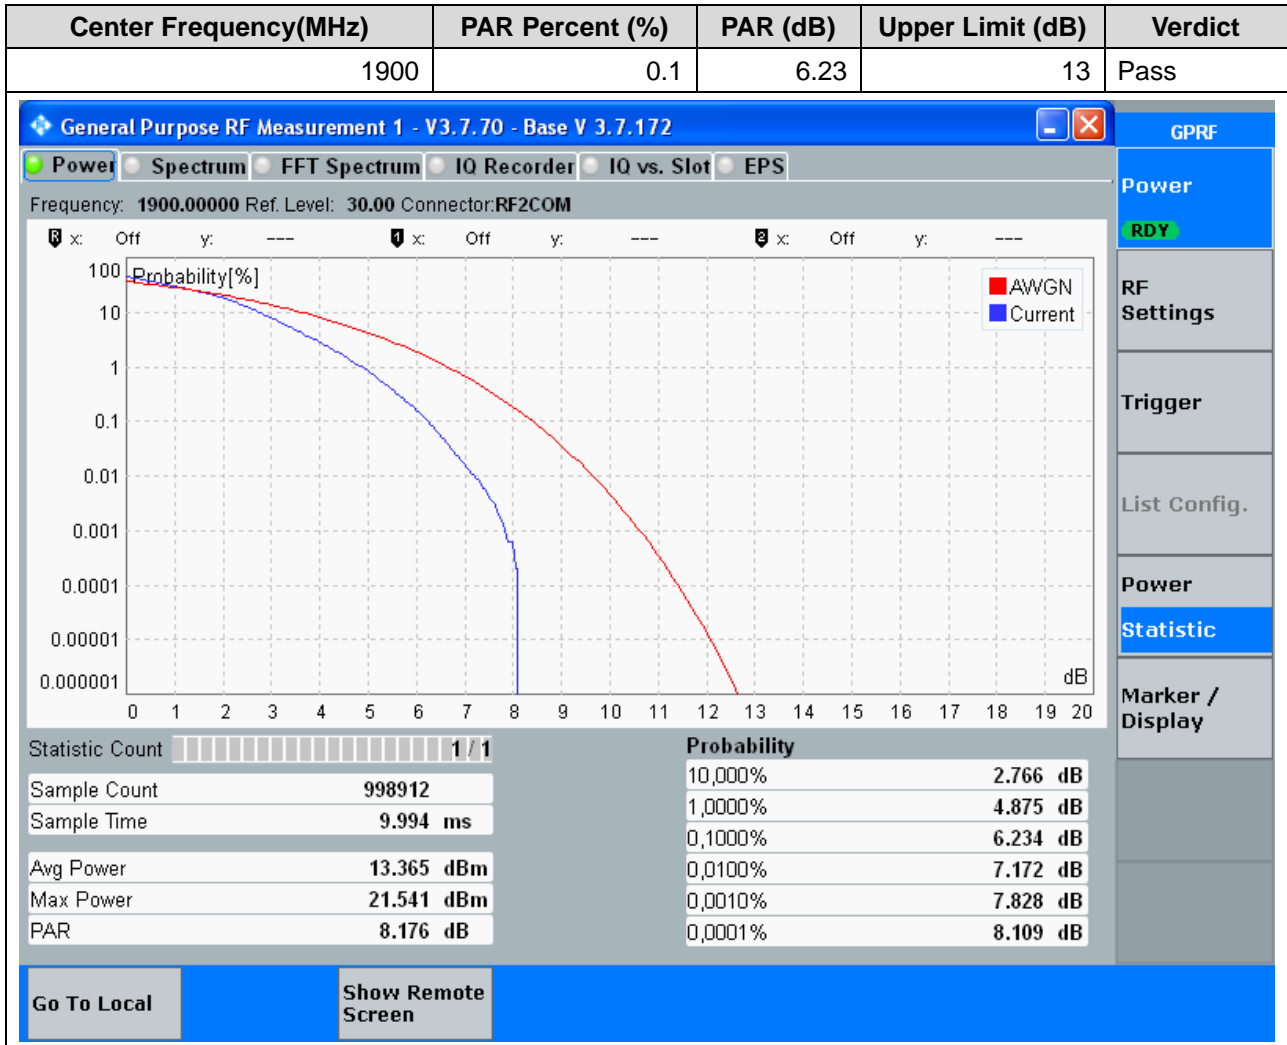 Center Frequency(MHz) PAR Percent (%) PAR (dB) Upper Limit (dB) Verdict
1900 0.1 6.23 13 Pass
General Purpose RF Measurement 1 - V3.7.70 - Base V 3.7.172
GPRF
Power Spectrum FFT Spectrum IQ Recorder IQ vs. Slot EPS
Power
RDY
Frequency: 1900.00000 Ref. Level: 30.00 Connector:RF2COM
R x: Off y: --- 1 x: Off y: --- 2 x: Off y: ---
Probability[%]
AWGN
Current
100
10
1
0.1
0.01
0.001
0.0001
0.00001
0.000001
dB
0 1 2 3 4 5 6 7 8 9 10 11 12 13 14 15 16 17 18 19 20
RF
Settings
Trigger
List Config.
Power
Statistic
Marker /
Display
Statistic Count 1 / 1
Sample Count 998912
Sample Time 9.994 ms
Avg Power 13.365 dBm
Max Power 21.541 dBm
PAR 8.176 dB
Probability
10,000% 2.766 dB
1,0000% 4.875 dB
0,1000% 6.234 dB
0,0100% 7.172 dB
0,0010% 7.828 dB
0,0001% 8.109 dB
Go To Local
Show Remote
Screen